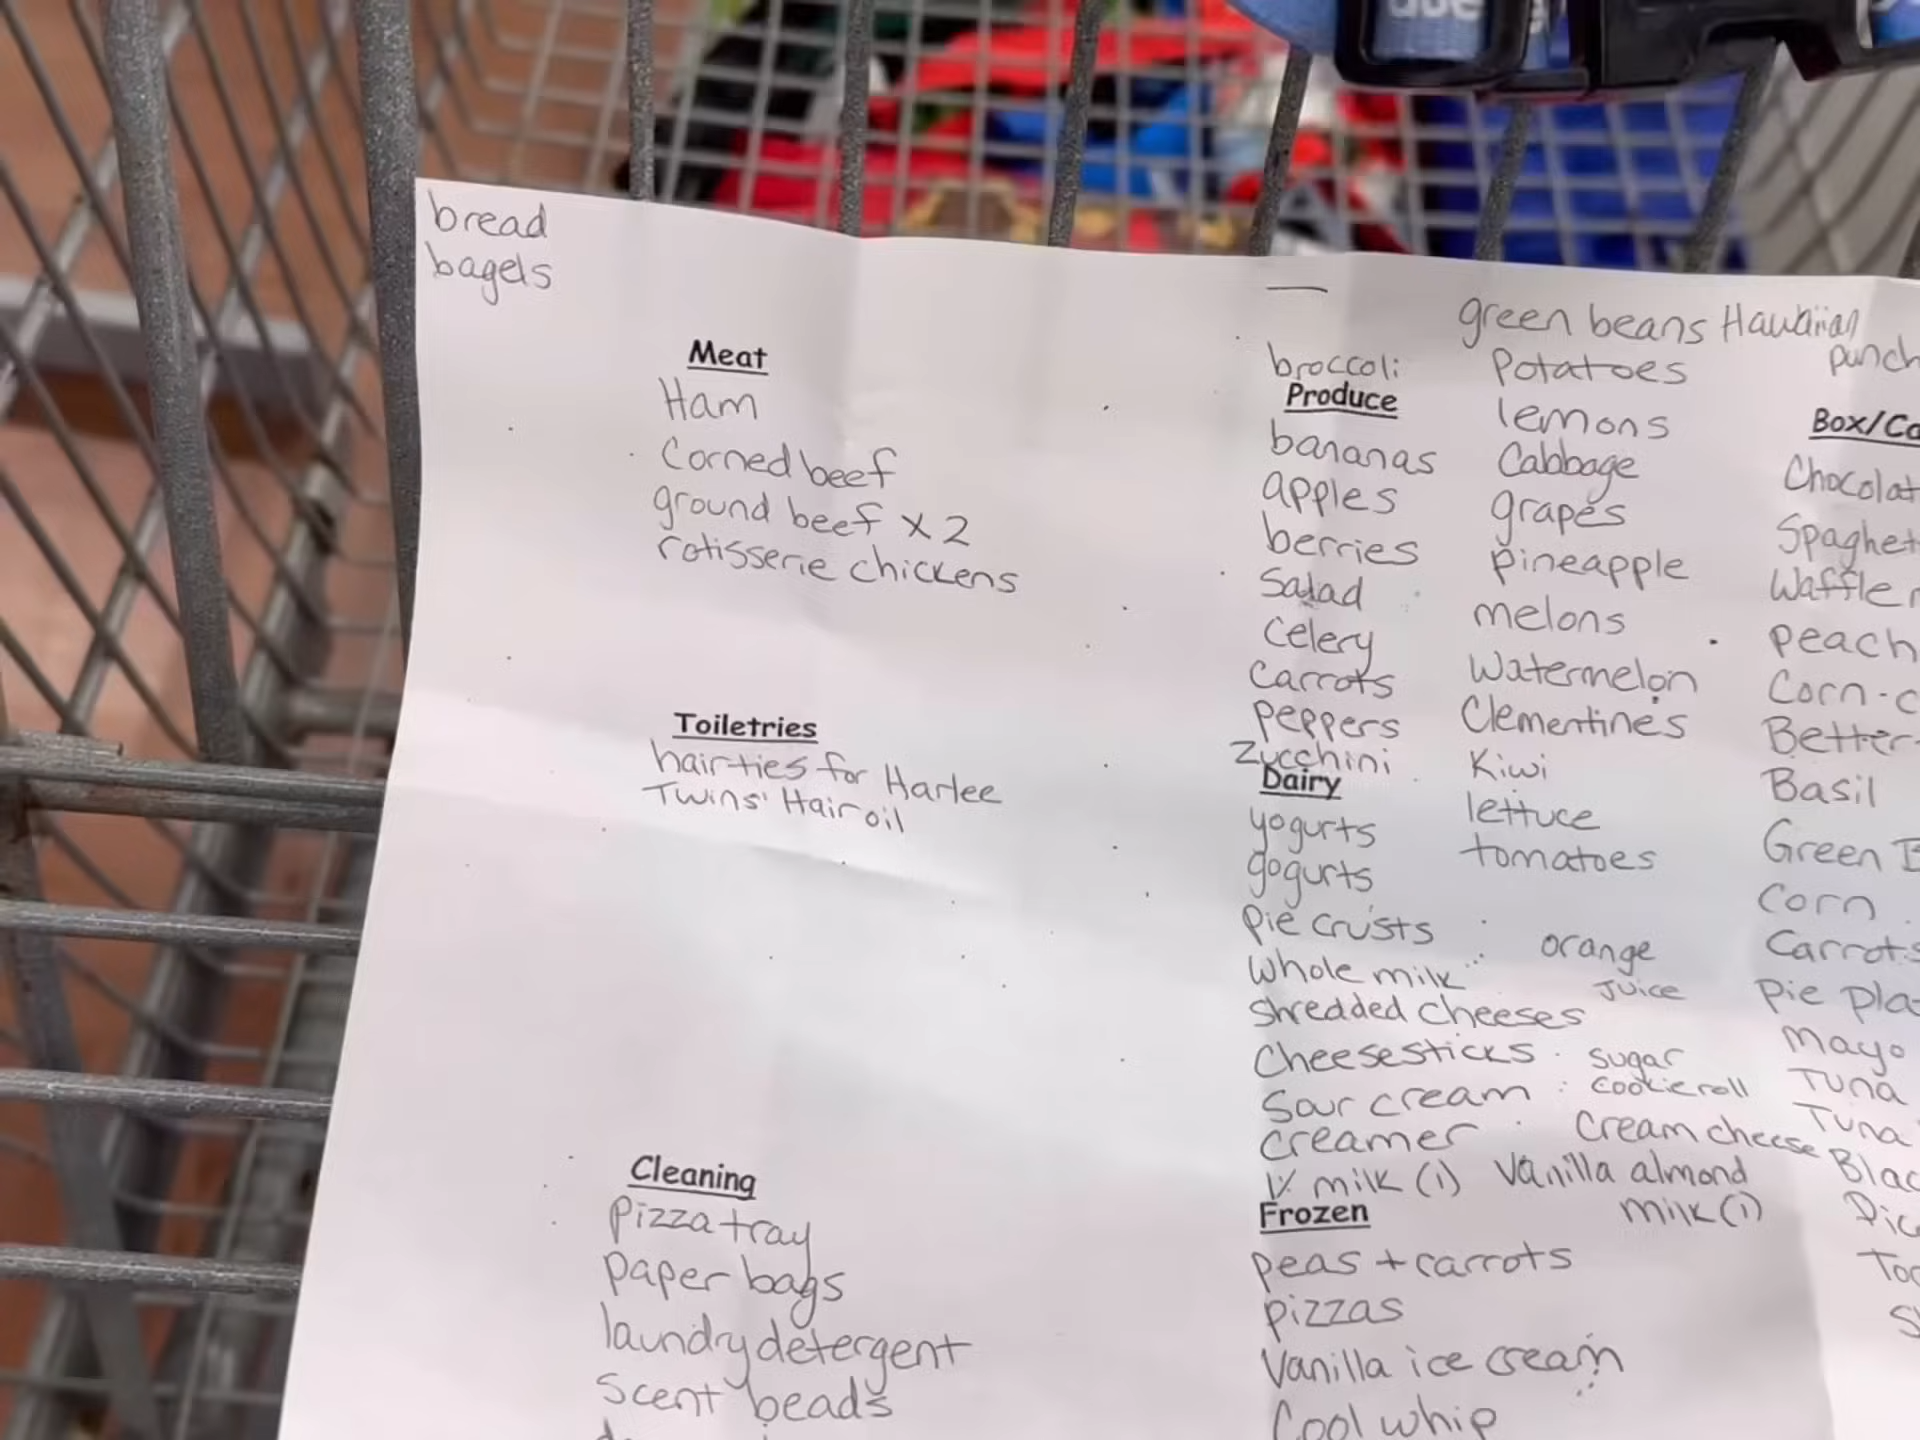 bread
bagels
Meat
Ham
Corned beef
ground beef x 2
rotisserie chickens
Toiletries
hairties for Harlee
Twins' Hair oil
Cleaning
Pizza tray
paper bags
laundry detergent
scent beads
broccoli
Produce
bananas
apples
berries
Salad
celery
Carrots
peppers
Zucchini
green beans
Potatoes
lemons
Cabbage
grapes
pineapple
melons
Watermelon
Clementines
Kiwi
lettuce
tomatoes
Dairy
yogurts
gogurts
pie crusts
whole milk
shredded cheeses
Cheesesticks
Sour cream
creamer
1% milk (1)
orange
Juice
sugar
cookie roll
Cream cheese
Vanilla almond
milk (1)
Frozen
peas + carrots
pizzas
Vanilla ice cream
Cool whip
Hawaiian
punch
Basil
Green
Corn
Carrots
pie
Mayo
Tuna
Tuna